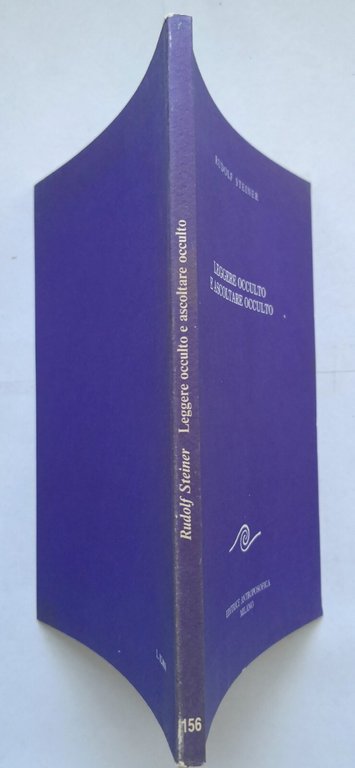 Rudolf Steiner Leggere occulto e ascoltare occulto
156
RUDOLF STEINER
LEGGERE OCCULTO
E ASCOLTARE OCCULTO
EDITRICE ANTROPOSOFICA
MILANO